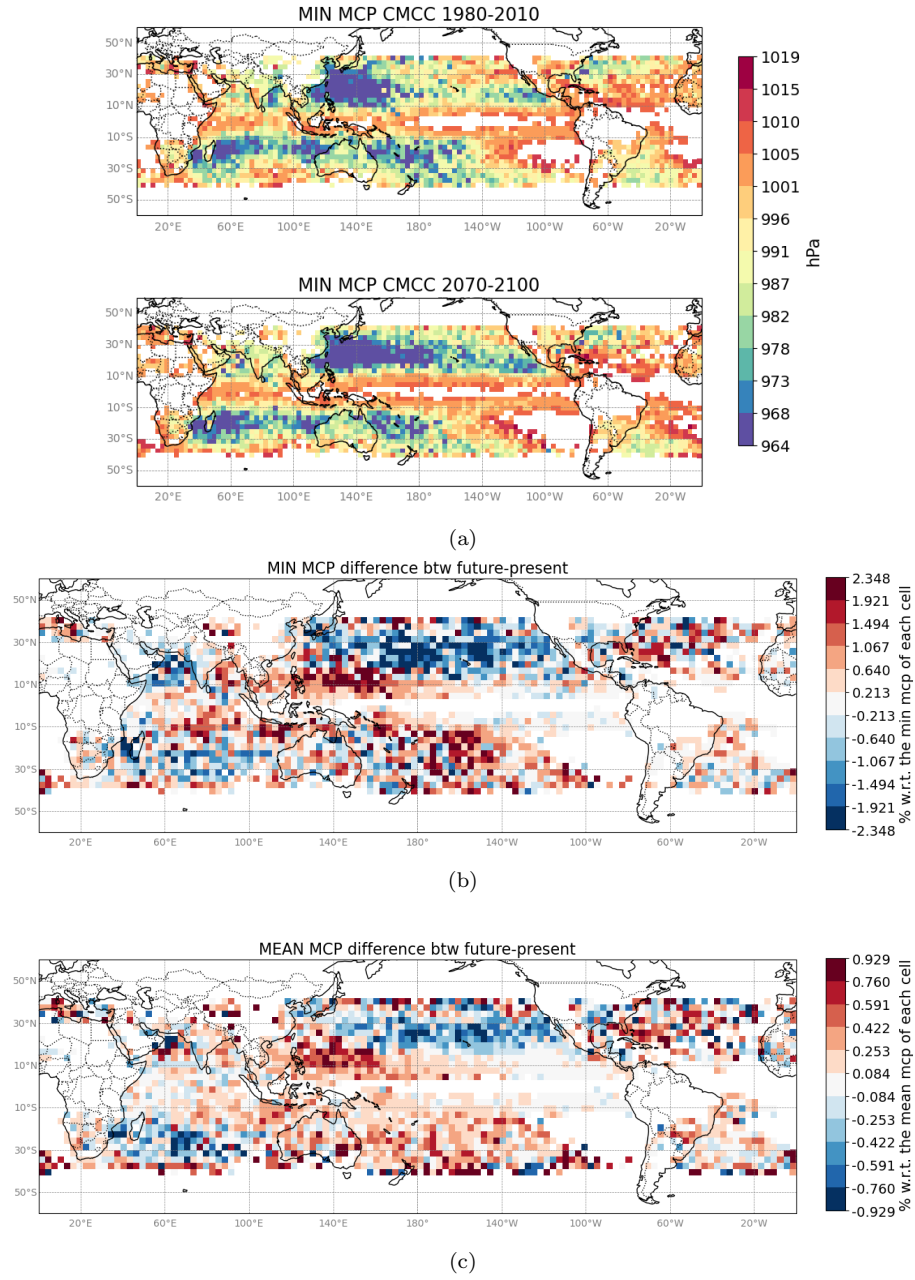 MIN MCP CMCC 1980-2010
50°N
30°N
10°N
10°S
30°S
50°S
20°E 60°E 100°E 140°E 180° 140°W 100°W 60°W 20°W
MIN MCP CMCC 2070-2100
50°N
30°N
10°N
10°S
30°S
50°S
20°E 60°E 100°E 140°E 180° 140°W 100°W 60°W 20°W
1019
1015
1010
1005
1001
996
991
987
982
978
973
968
964
hPa
(a)
MIN MCP difference btw future-present
50°N
30°N
10°N
10°S
30°S
50°S
20°E 60°E 100°E 140°E 180° 140°W 100°W 60°W 20°W
2.348
1.921
1.494
1.067
0.640
0.213
-0.213
-0.640
-1.067
-1.494
-1.921
-2.348
% w.r.t. the min mcp of each cell
(b)
MEAN MCP difference btw future-present
50°N
30°N
10°N
10°S
30°S
50°S
20°E 60°E 100°E 140°E 180° 140°W 100°W 60°W 20°W
0.929
0.760
0.591
0.422
0.253
0.084
-0.084
-0.253
-0.422
-0.591
-0.760
-0.929
% w.r.t. the mean mcp of each cell
(c)